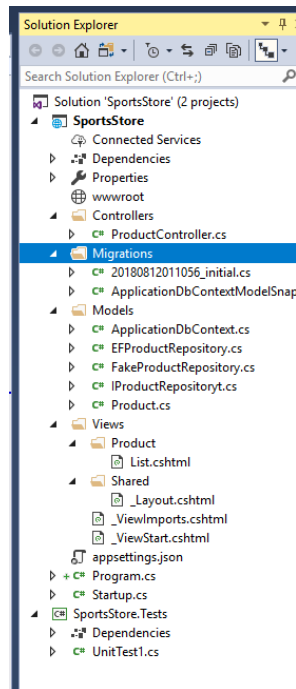 Solution Explorer
Search Solution Explorer (Ctrl+;)
Solution 'SportsStore' (2 projects)
SportsStore
Connected Services
Dependencies
Properties
wwwroot
Controllers
C# ProductController.cs
Migrations
C# 20180812011056_initial.cs
C# ApplicationDbContextModelSnap
Models
C# ApplicationDbContext.cs
C# EFProductRepository.cs
C# FakeProductRepository.cs
C# IProductRepositoryt.cs
C# Product.cs
Views
Product
List.cshtml
Shared
_Layout.cshtml
_ViewImports.cshtml
_ViewStart.cshtml
appsettings.json
+ C# Program.cs
C# Startup.cs
C# SportsStore.Tests
Dependencies
C# UnitTest1.cs